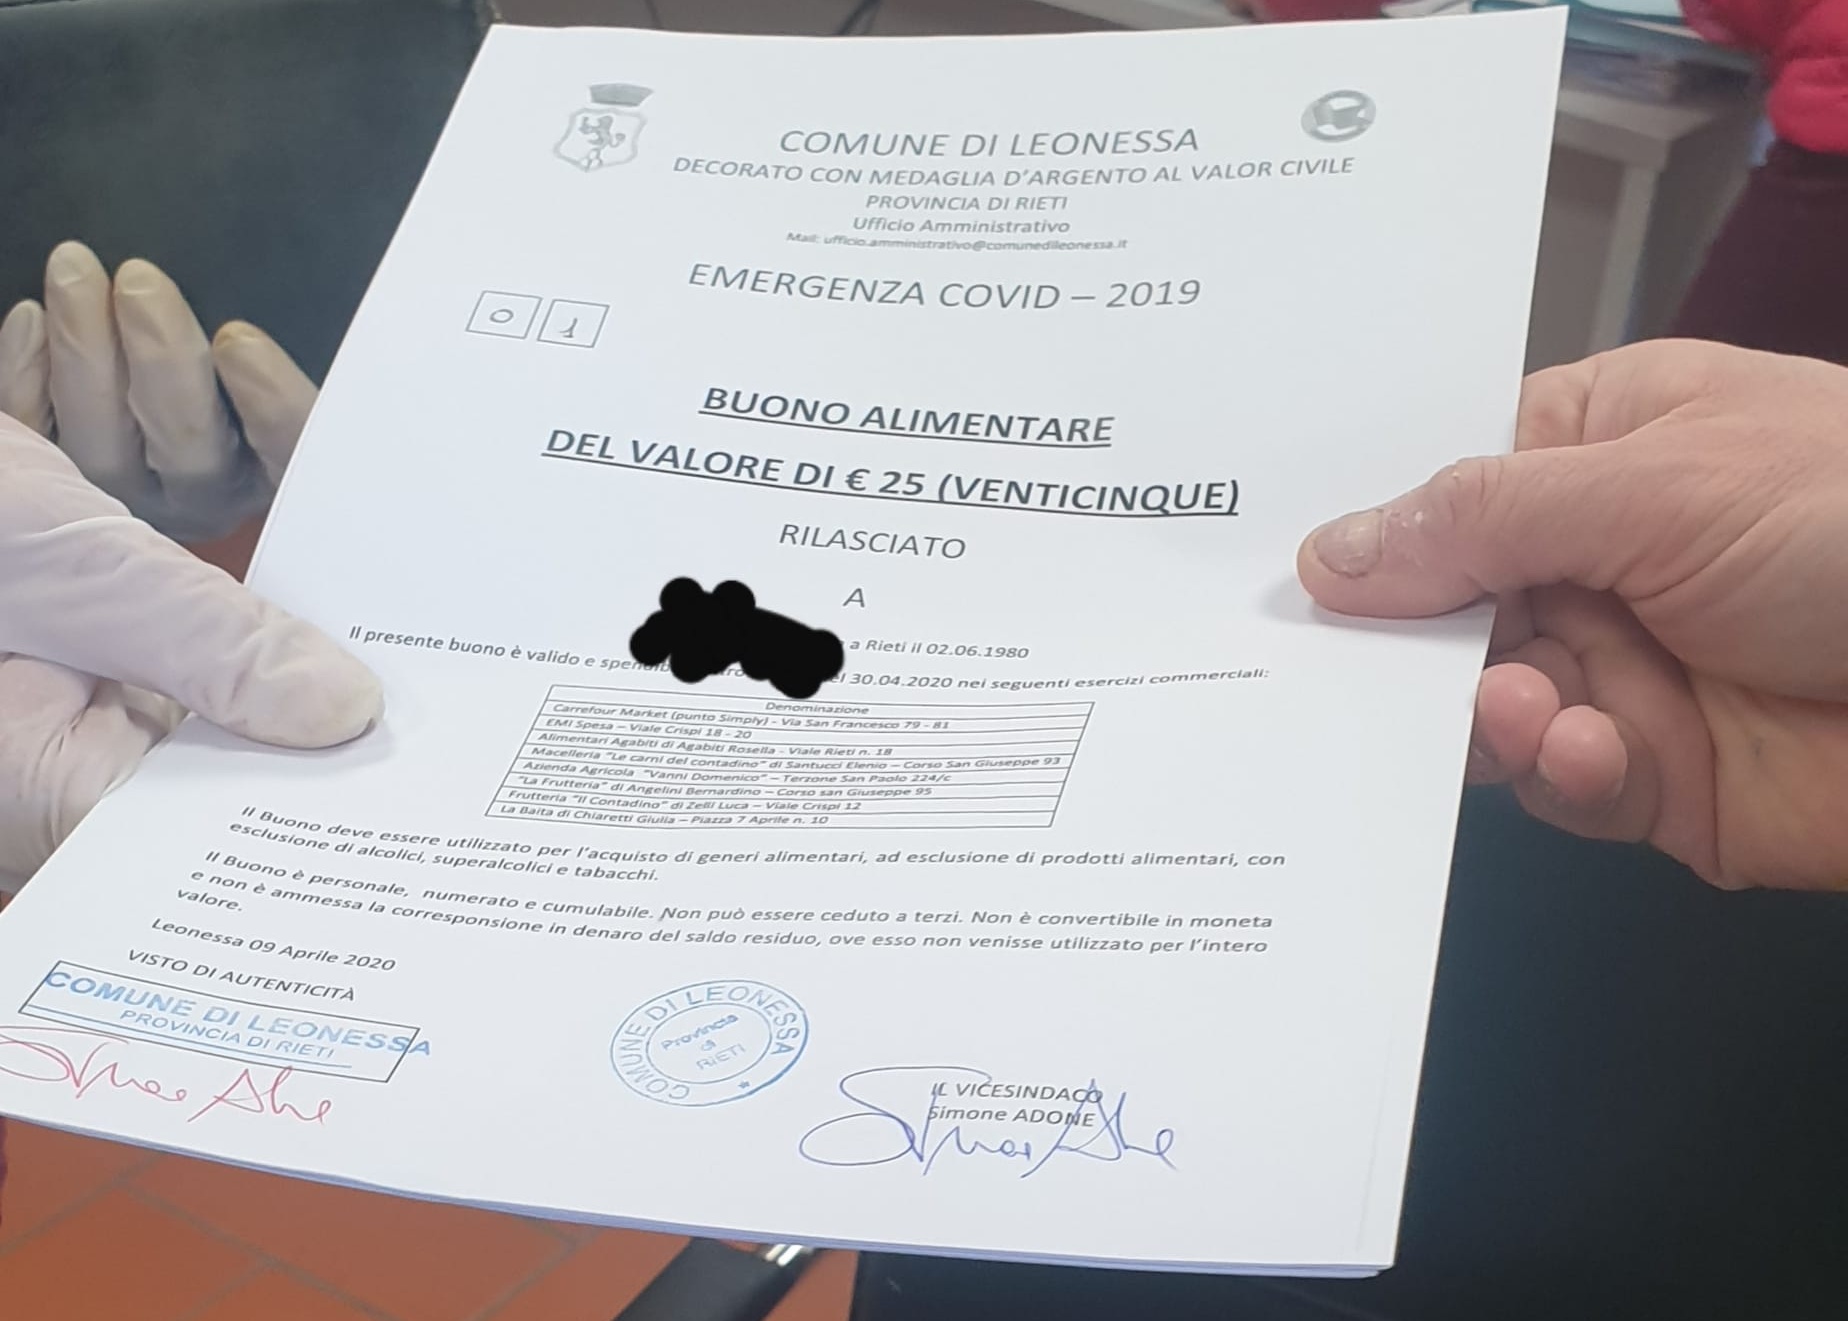 COMUNE DI LEONESSA
DECORATO CON MEDAGLIA D'ARGENTO AL VALOR CIVILE
PROVINCIA DI RIETI
Ufficio Amministrativo
Mail: ufficio.amministrativo@comunedileonessa.it
EMERGENZA COVID – 2019
0 1
BUONO ALIMENTARE
DEL VALORE DI € 25 (VENTICINQUE)
RILASCIATO
A
a Rieti il 02.06.1980
Il presente buono è valido e 30.04.2020 nei seguenti esercizi commerciali:
Denominazione
Carrefour Market (punto Simply) - Via San Francesco 79 - 81
EMI Spesa – Viale Crispi 18 - 20
Alimentari Agabiti di Agabiti Rosella - Viale Rieti n. 18
Macelleria "Le carni del contadino" di Santucci Elenio – Corso San Giuseppe 93
Azienda Agricola "Vanni Domenico" – Terzone San Paolo 224/c
"La Frutteria" di Angelini Bernardino – Corso san Giuseppe 95
Frutteria "Il Contadino" di Zelli Luca – Viale Crispi 12
La Baita di Chiaretti Giulia – Piazza 7 Aprile n. 10
Il Buono deve essere utilizzato per l'acquisto di generi alimentari, ad esclusione di prodotti alimentari, con
esclusione di alcolici, superalcolici e tabacchi.
Il Buono è personale, numerato e cumulabile. Non può essere ceduto a terzi. Non è convertibile in moneta
e non è ammessa la corresponsione in denaro del saldo residuo, ove esso non venisse utilizzato per l'intero
valore.
Leonessa 09 Aprile 2020
VISTO DI AUTENTICITÀ
COMUNE DI LEONESSA
PROVINCIA DI RIETI
COMUNE DI LEONESSA
Provincia
di
RIETI
IL VICESINDACO
Simone ADONE